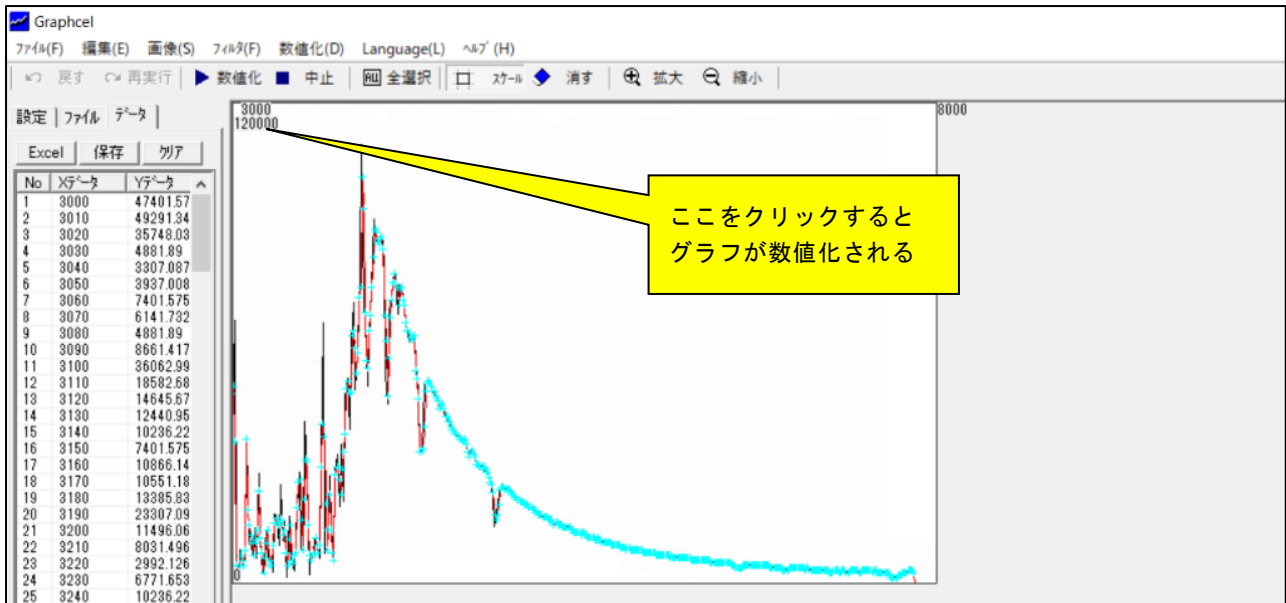 Graphcel
ﾌｧｲﾙ(F) 編集(E) 画像(S) ﾌｨﾙﾀ(F) 数値化(D) Language(L) ﾍﾙﾌﾟ(H)
戻す 再実行 数値化 中止 ALL 全選択 ｽｹｰﾙ 消す 拡大 縮小
設定 ﾌｧｲﾙ ﾃﾞｰﾀ
Excel 保存 ｸﾘｱ
No Xﾃﾞｰﾀ Yﾃﾞｰﾀ
1 3000 47401.57
2 3010 49291.34
3 3020 35748.03
4 3030 4881.89
5 3040 3307.087
6 3050 3937.008
7 3060 7401.575
8 3070 6141.732
9 3080 4881.89
10 3090 8661.417
11 3100 36062.99
12 3110 18582.68
13 3120 14645.67
14 3130 12440.95
15 3140 10236.22
16 3150 7401.575
17 3160 10866.14
18 3170 10551.18
19 3180 13385.83
20 3190 23307.09
21 3200 11496.06
22 3210 8031.496
23 3220 2992.126
24 3230 6771.653
25 3240 10236.22
3000
120000
8000
0
ここをクリックすると
グラフが数値化される